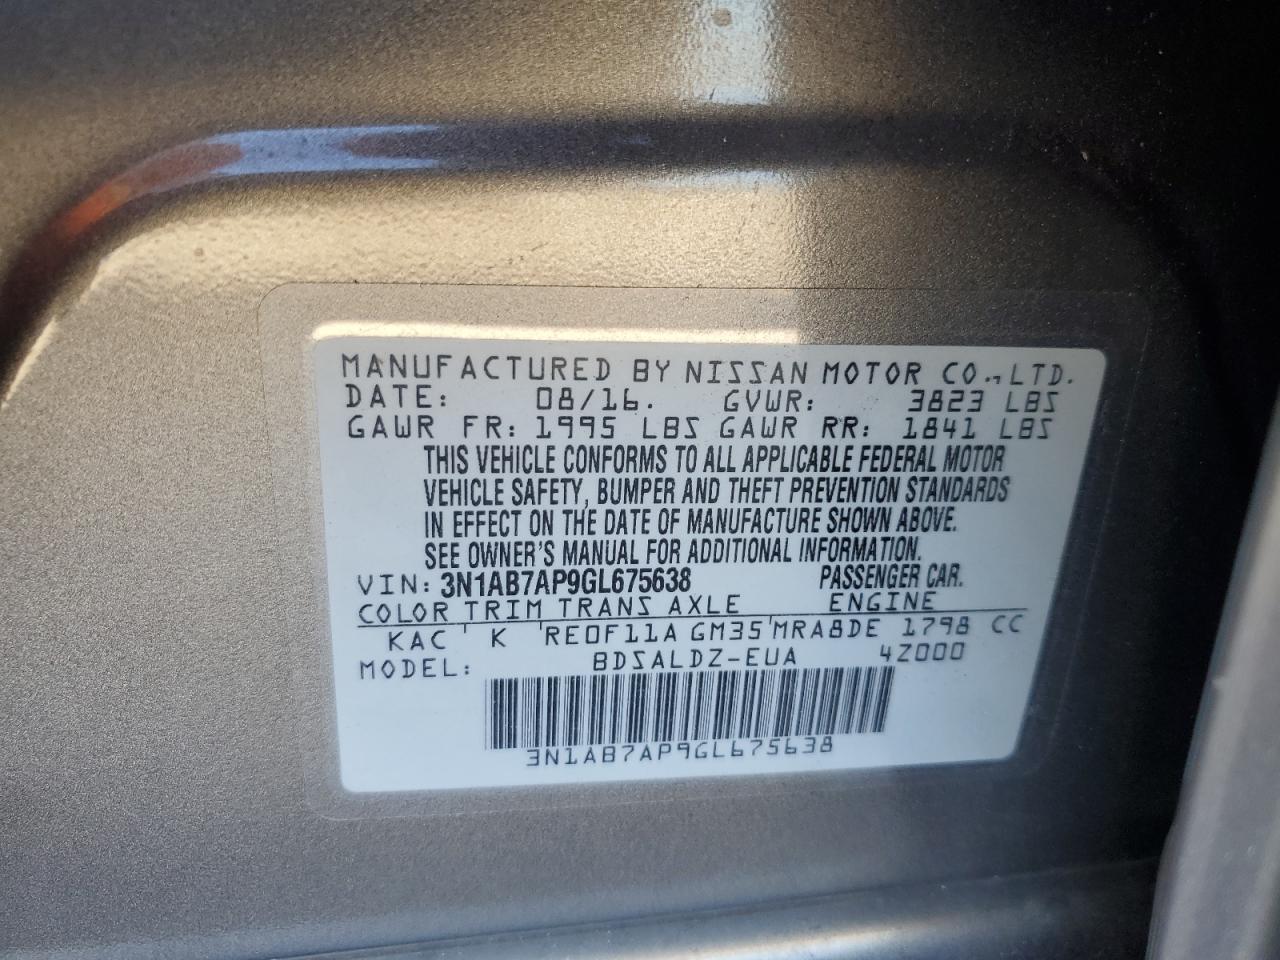 MANUFACTURED BY NISSAN MOTOR CO., LTD.
DATE: 08/16. GVWR: 3823 LBS
GAWR FR: 1995 LBS GAWR RR: 1841 LBS
THIS VEHICLE CONFORMS TO ALL APPLICABLE FEDERAL MOTOR
VEHICLE SAFETY, BUMPER AND THEFT PREVENTION STANDARDS
IN EFFECT ON THE DATE OF MANUFACTURE SHOWN ABOVE.
SEE OWNER'S MANUAL FOR ADDITIONAL INFORMATION.
VIN: 3N1AB7AP9GL675638 PASSENGER CAR.
COLOR TRIM TRANS AXLE ENGINE
KAC K RE0F11A GM35 MRA8DE 1798 CC
MODEL: BDSALDZ-EUA 4Z000
3N1AB7AP9GL675638